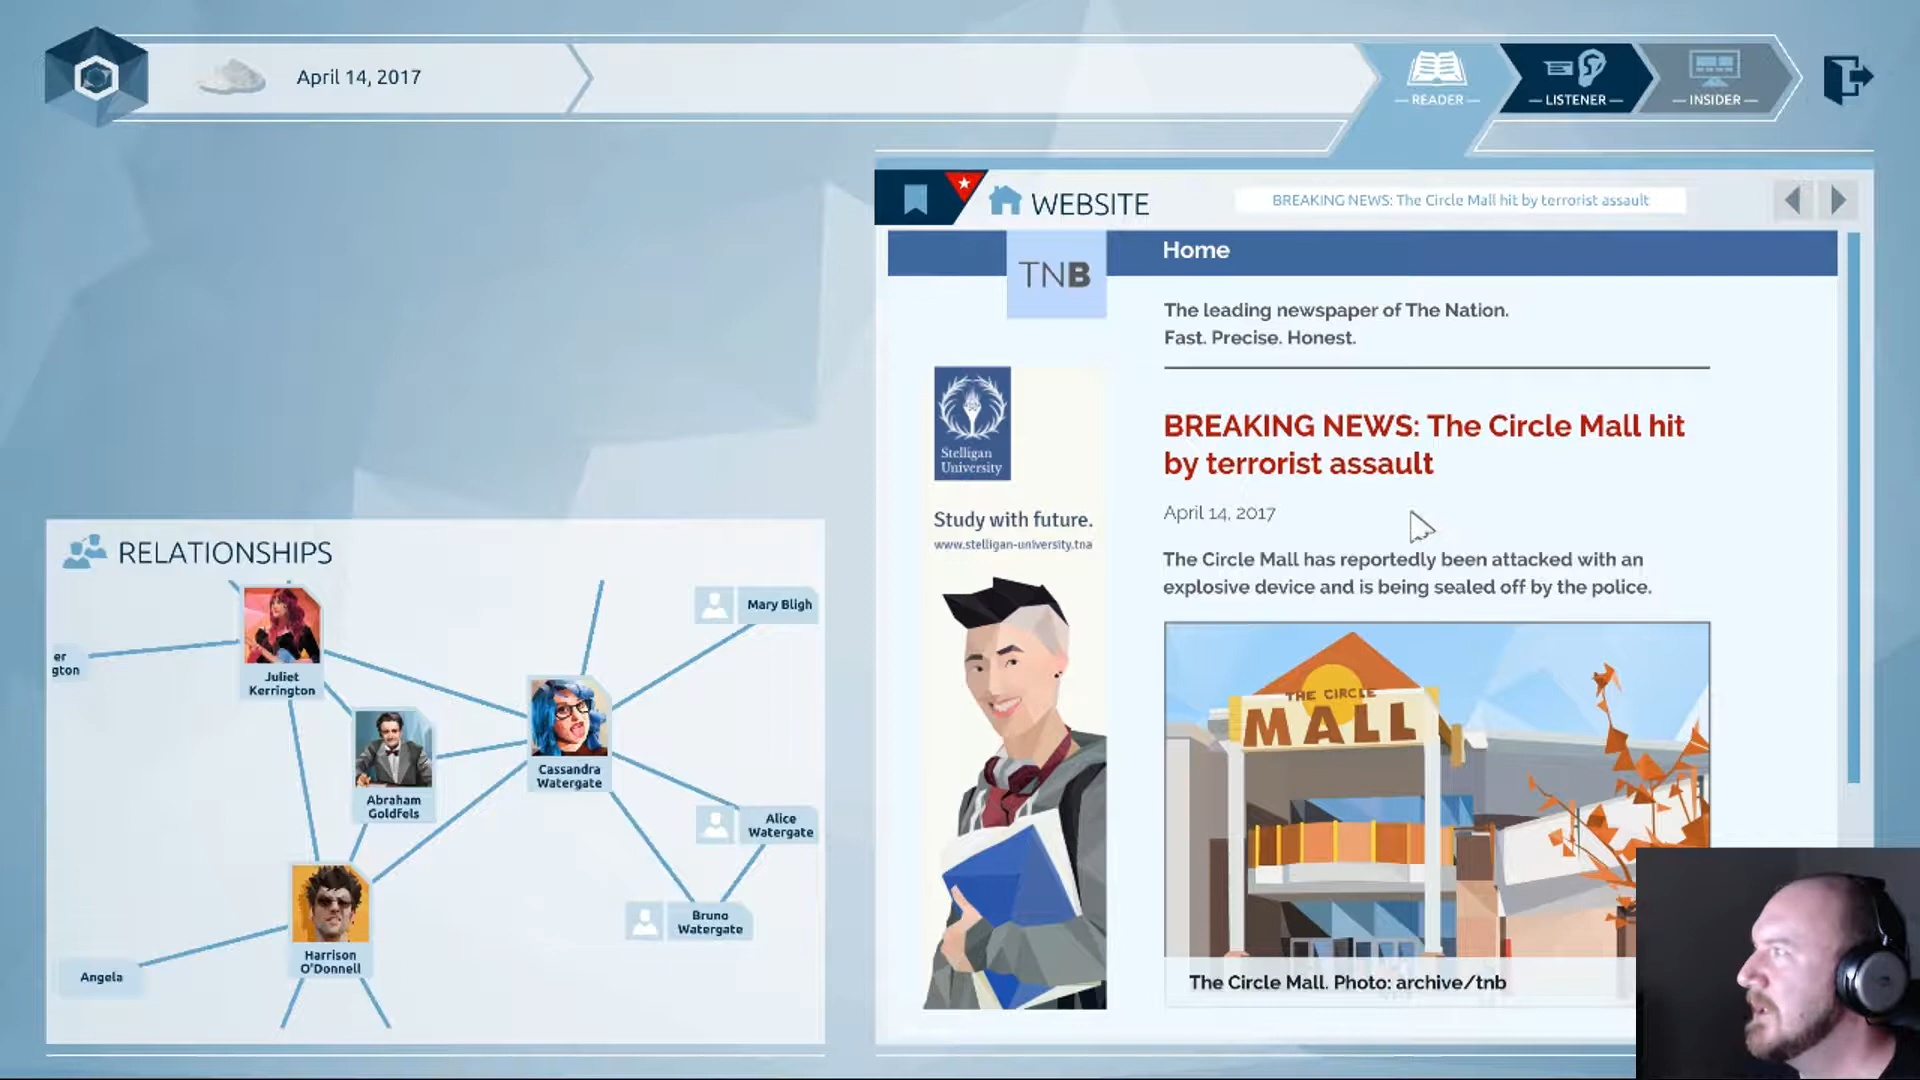 April 14, 2017
READER
LISTENER
INSIDER
WEBSITE
BREAKING NEWS: The Circle Mall hit by terrorist assault
TNB
Home
The leading newspaper of The Nation.
Fast. Precise. Honest.
Stelligan
University
Study with future.
www.stelligan-university.tna
BREAKING NEWS: The Circle Mall hit
by terrorist assault
April 14, 2017
The Circle Mall has reportedly been attacked with an
explosive device and is being sealed off by the police.
THE CIRCLE
MALL
The Circle Mall. Photo: archive/tnb
RELATIONSHIPS
Mary Bligh
er
gton
Juliet
Kerrington
Abraham
Goldfels
Cassandra
Watergate
Alice
Watergate
Bruno
Watergate
Harrison
O'Donnell
Angela